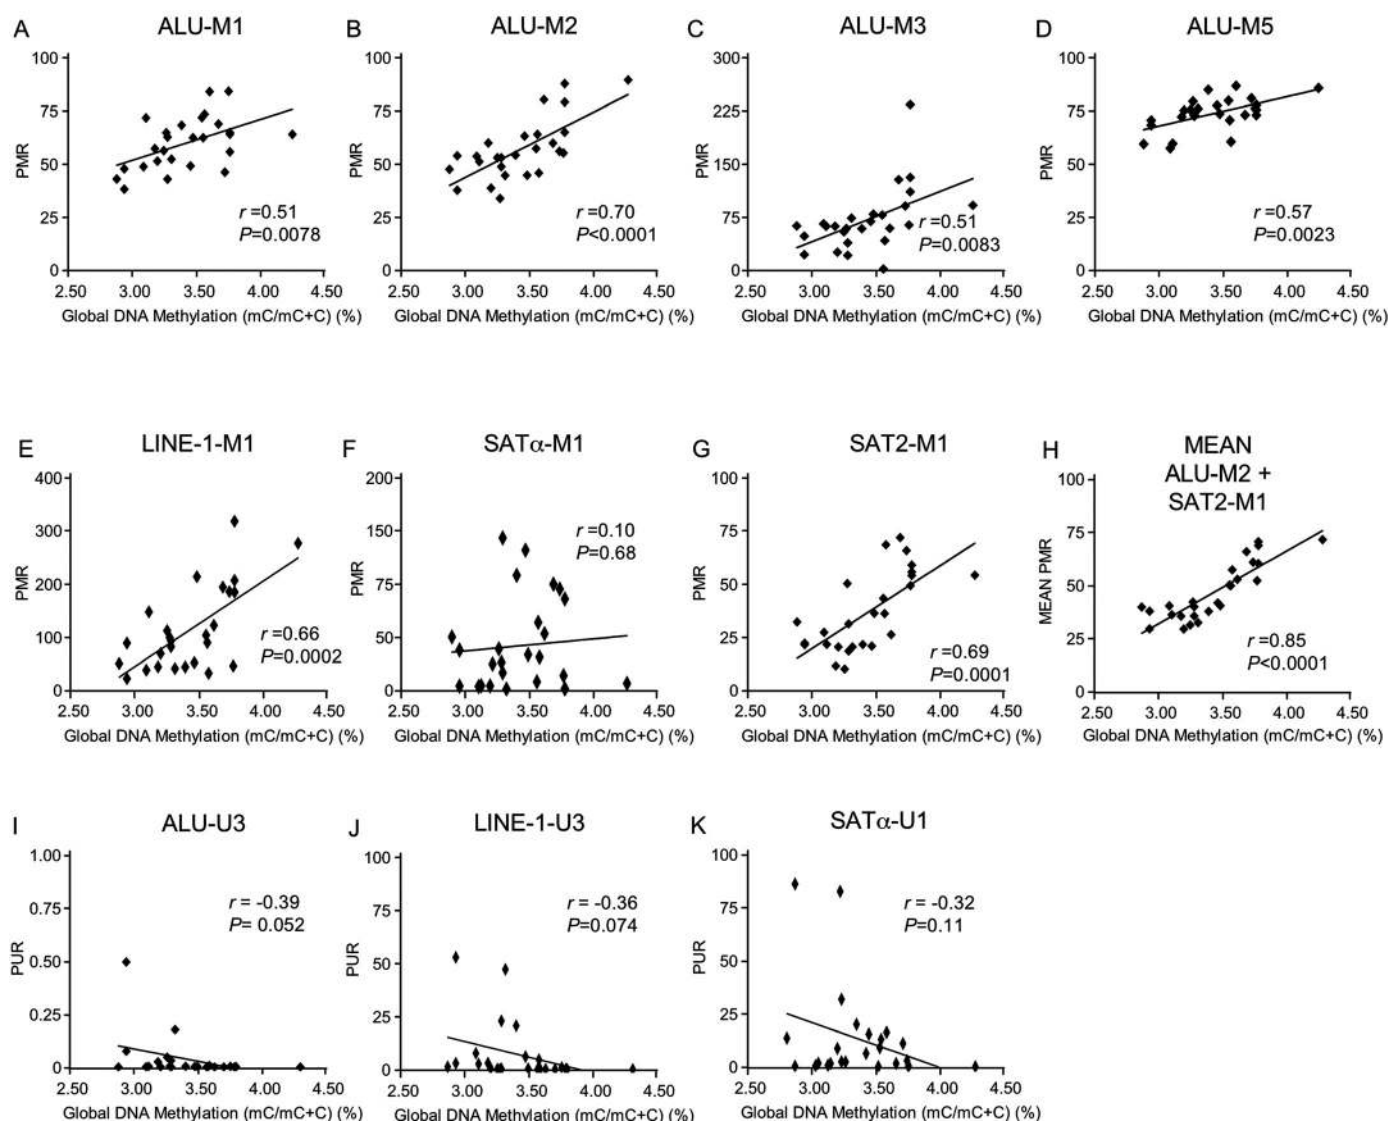 A
ALU-M1
100
75
50
25
0
PMR
r =0.51
P=0.0078
2.50 3.00 3.50 4.00 4.50
Global DNA Methylation (mC/mC+C) (%)
B
ALU-M2
100
75
50
25
0
PMR
r =0.70
P<0.0001
2.50 3.00 3.50 4.00 4.50
Global DNA Methylation (mC/mC+C) (%)
C
ALU-M3
300
225
150
75
0
PMR
r =0.51
P=0.0083
2.50 3.00 3.50 4.00 4.50
Global DNA Methylation (mC/mC+C) (%)
D
ALU-M5
100
75
50
25
0
PMR
r =0.57
P=0.0023
2.50 3.00 3.50 4.00 4.50
Global DNA Methylation (mC/mC+C) (%)
E
LINE-1-M1
400
300
200
100
0
PMR
r =0.66
P=0.0002
2.50 3.00 3.50 4.00 4.50
Global DNA Methylation (mC/mC+C) (%)
F
SATα-M1
200
150
75
50
0
PMR
r=0.10
P=0.68
2.50 3.00 3.50 4.00 4.50
Global DNA Methylation (mC/mC+C) (%)
G
SAT2-M1
100
75
50
25
0
PMR
r =0.69
P=0.0001
2.50 3.00 3.50 4.00 4.50
Global DNA Methylation (mC/mC+C) (%)
H
MEAN
ALU-M2 +
SAT2-M1
100
75
50
25
0
MEAN PMR
r =0.85
P<0.0001
2.50 3.00 3.50 4.00 4.50
Global DNA Methylation (mC/mC+C) (%)
I
ALU-U3
1.00
0.75
0.50
0.25
0
PUR
r = -0.39
P= 0.052
2.50 3.00 3.50 4.00 4.50
Global DNA Methylation (mC/mC+C) (%)
J
LINE-1-U3
100
75
50
25
0
PUR
r = -0.36
P=0.074
2.50 3.00 3.50 4.00 4.50
Global DNA Methylation (mC/mC+C) (%)
K
SATα-U1
100
75
50
25
0
PUR
r = -0.32
P=0.11
2.50 3.00 3.50 4.00 4.50
Global DNA Methylation (mC/mC+C) (%)